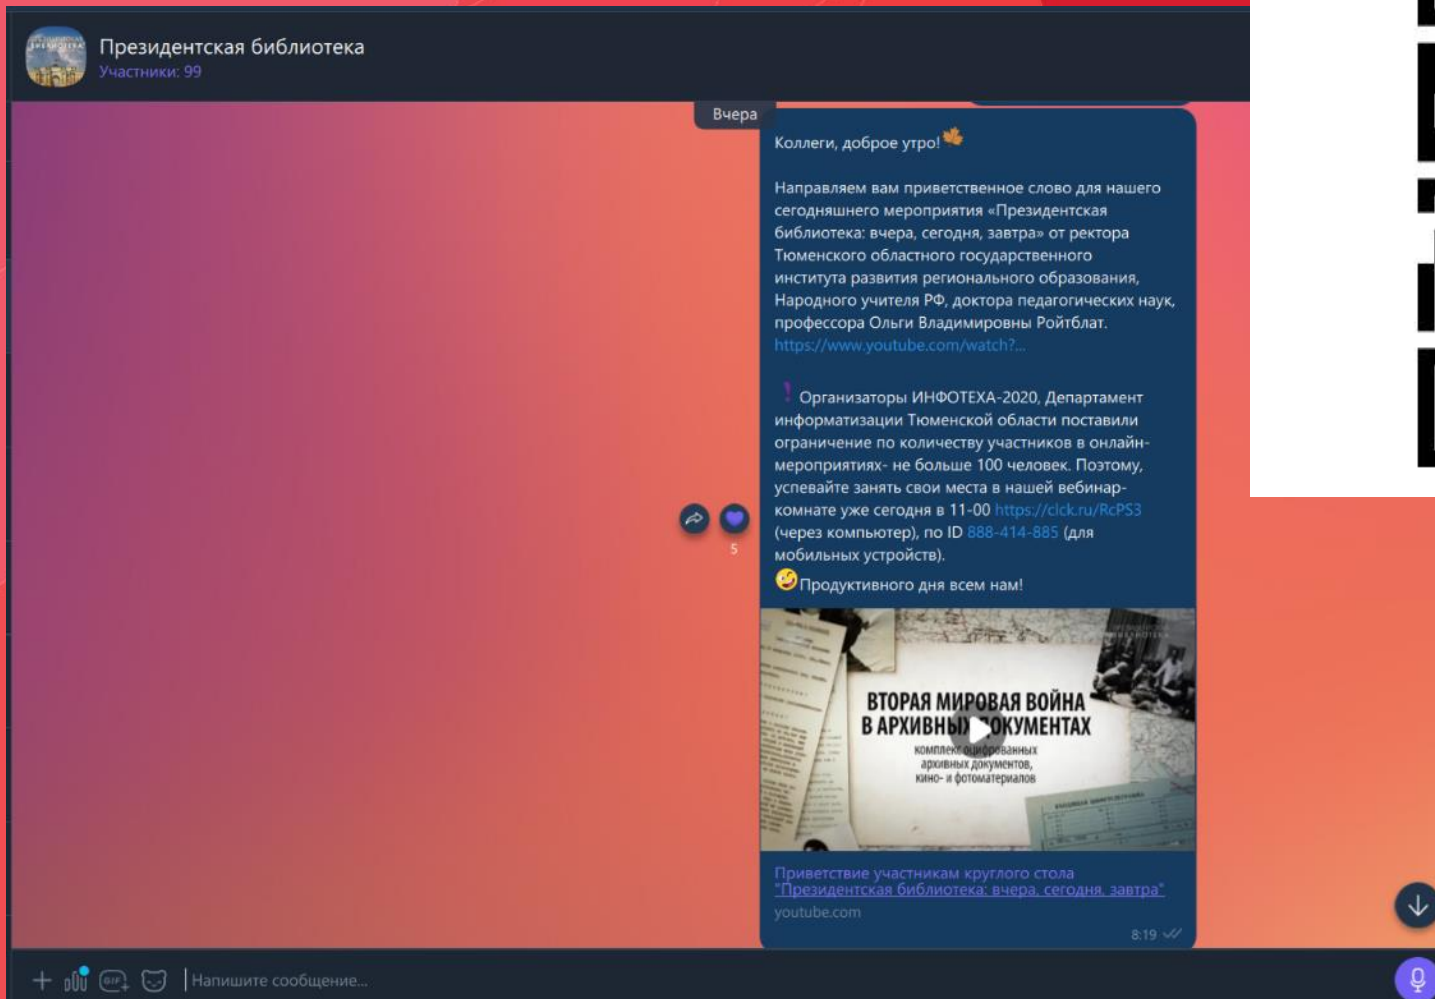 Президентская библиотека
Участники: 99
Вчера
Коллеги, доброе утро!
Направляем вам приветственное слово для нашего
сегодняшнего мероприятия «Президентская
библиотека: вчера, сегодня, завтра» от ректора
Тюменского областного государственного
института развития регионального образования,
Народного учителя РФ, доктора педагогических наук,
профессора Ольги Владимировны Ройтблат.
https://www.youtube.com/watch?...
❗ Организаторы ИНФОТЕХА-2020, Департамент
информатизации Тюменской области поставили
ограничение по количеству участников в онлайн-
мероприятиях- не больше 100 человек. Поэтому,
успевайте занять свои места в нашей вебинар-
комнате уже сегодня в 11-00 https://clck.ru/RcPS3
(через компьютер), по ID 888-414-885 (для
мобильных устройств).
Продуктивного дня всем нам!
5
ВТОРАЯ МИРОВАЯ ВОЙНА
В АРХИВНЫХ ДОКУМЕНТАХ
комплекс оцифрованных
архивных документов,
кино- и фотоматериалов
Приветствие участникам круглого стола
"Президентская библиотека: вчера, сегодня, завтра"
youtube.com
8:19
GIF
Напишите сообщение...